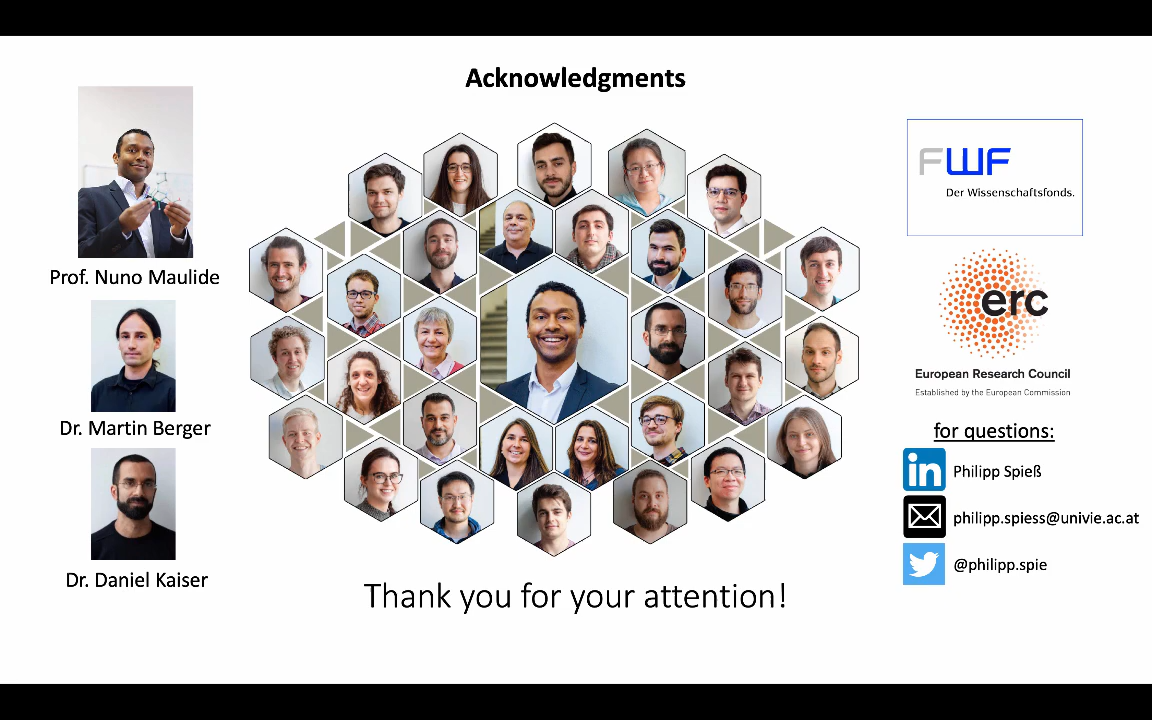 Acknowledgments
Prof. Nuno Maulide
Dr. Martin Berger
Dr. Daniel Kaiser
Thank you for your attention!
FWF
Der Wissenschaftsfonds.
erc
European Research Council
Established by the European Commission
for questions:
in
Philipp Spieß
philipp.spiess@univie.ac.at
@philipp.spie